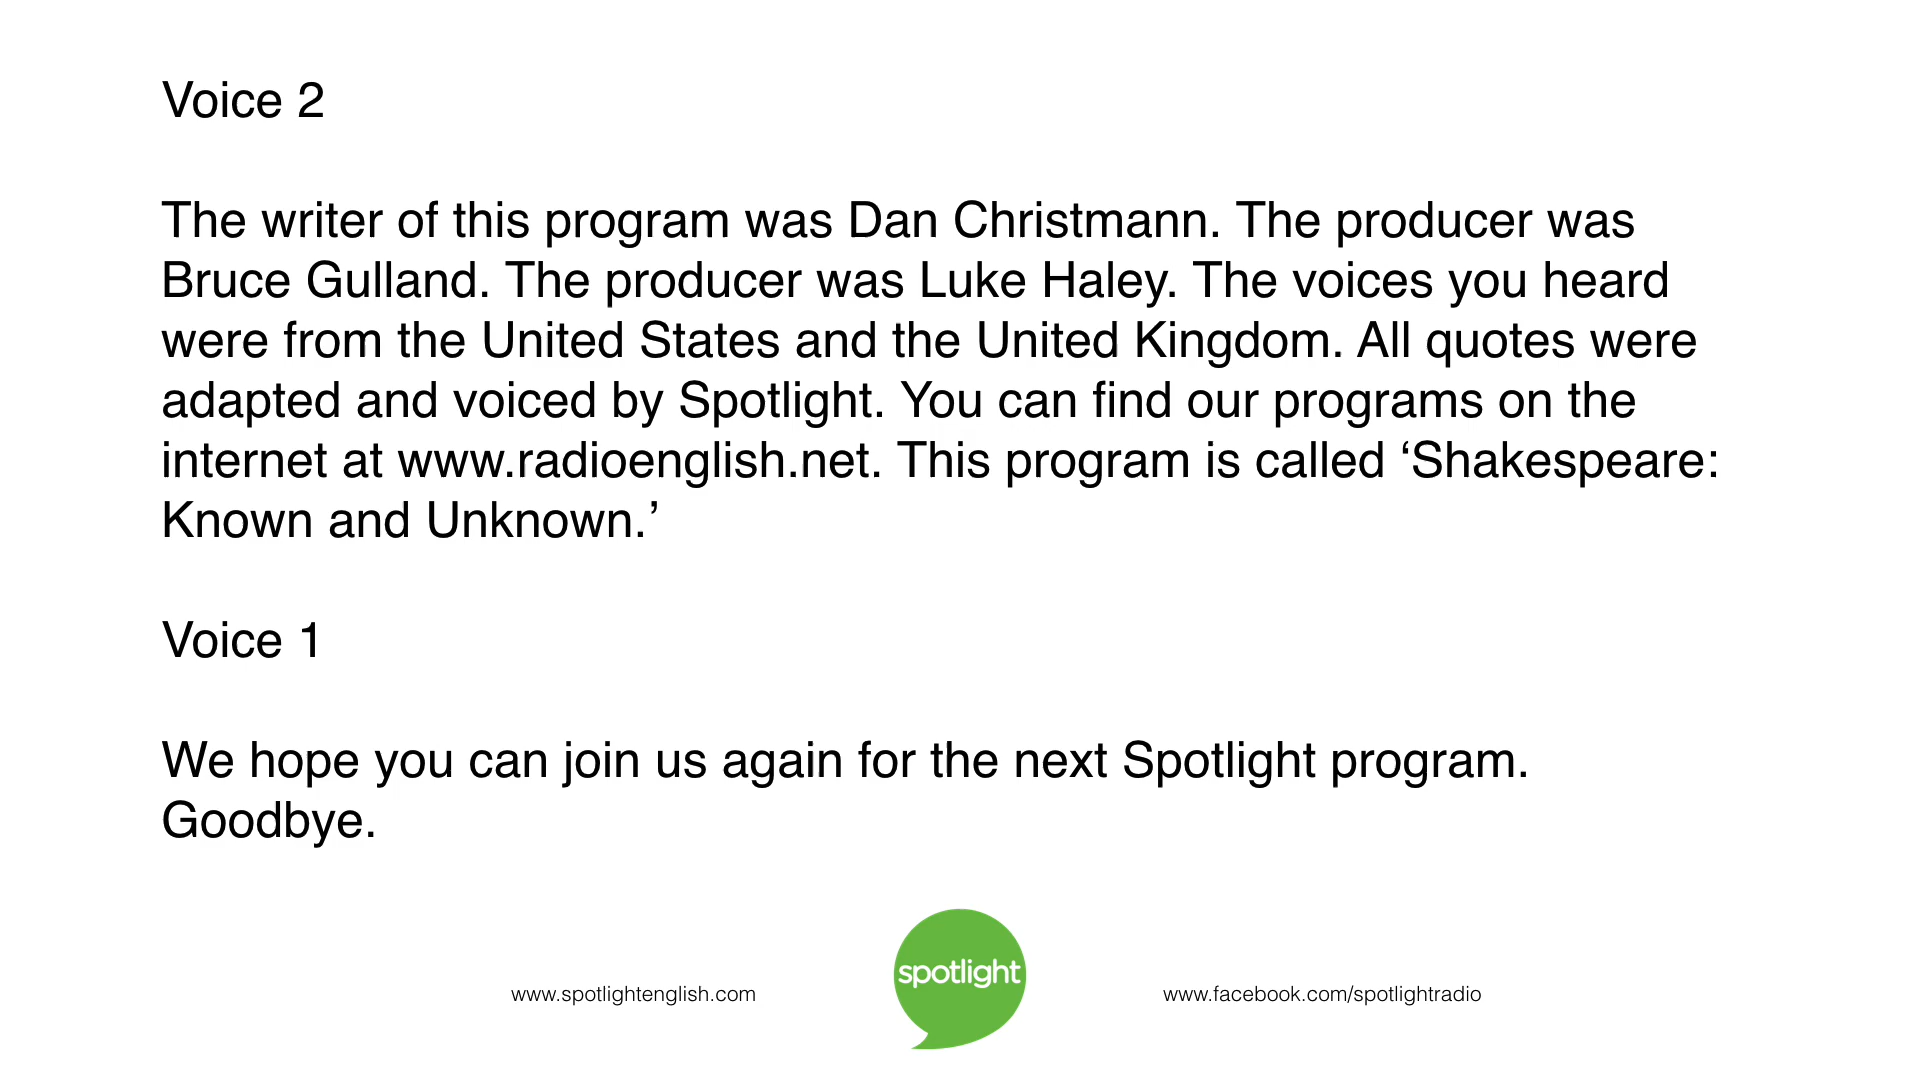 Voice 2
The writer of this program was Dan Christmann. The producer was
Bruce Gulland. The producer was Luke Haley. The voices you heard
were from the United States and the United Kingdom. All quotes were
adapted and voiced by Spotlight. You can find our programs on the
internet at www.radioenglish.net. This program is called ‘Shakespeare:
Known and Unknown.’
Voice 1
We hope you can join us again for the next Spotlight program.
Goodbye.
spotlight
www.spotlightenglish.com
www.facebook.com/spotlightradio